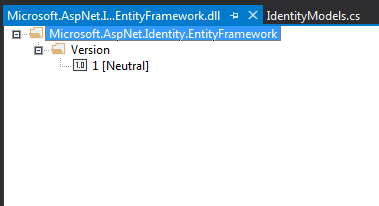 Microsoft.AspNet.I...EntityFramework.dll IdentityModels.cs
Microsoft.AspNet.Identity.EntityFramework
Version
1.0 1 [Neutral]